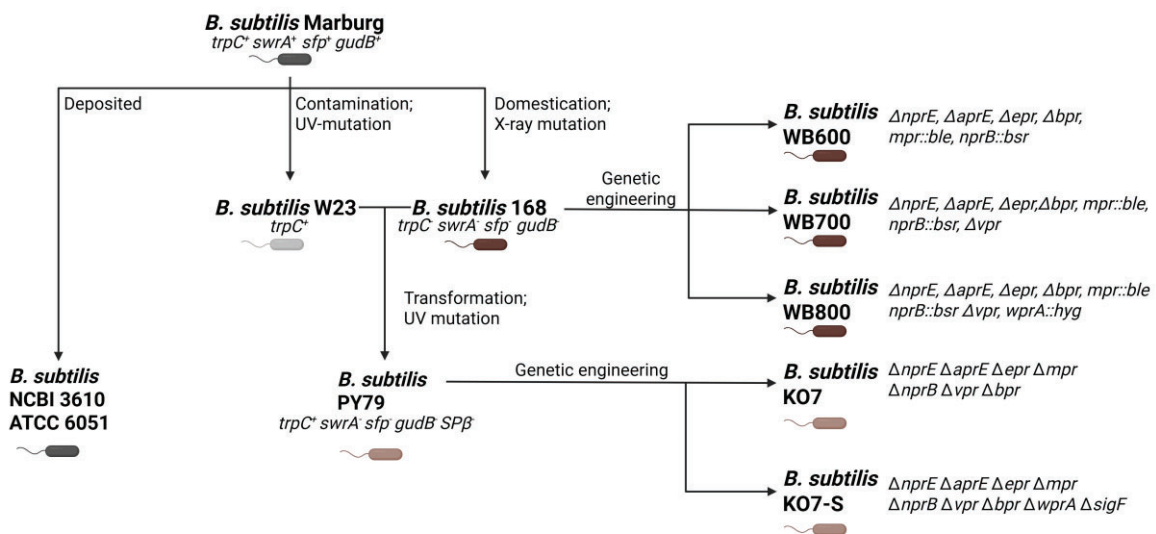 B. subtilis Marburg
trpC⁺ swrA⁺ sfp⁺ gudB⁺
Deposited
Contamination;
UV-mutation
Domestication;
X-ray mutation
B. subtilis W23
trpC⁺
B. subtilis 168
trpC⁻ swrA⁻ sfp⁻ gudB⁻
Genetic
engineering
B. subtilis
WB600
ΔnprE, ΔaprE, Δepr, Δbpr,
mpr::ble, nprB::bsr
B. subtilis
WB700
ΔnprE, ΔaprE, Δepr,Δbpr, mpr::ble,
nprB::bsr, Δvpr
B. subtilis
WB800
ΔnprE, ΔaprE, Δepr, Δbpr, mpr::ble
nprB::bsr Δvpr, wprA::hyg
Transformation;
UV mutation
B. subtilis
NCBI 3610
ATCC 6051
B. subtilis
PY79
trpC⁺ swrA⁻ sfp⁻ gudB⁻ SPβ⁻
Genetic engineering
B. subtilis
KO7
ΔnprE ΔaprE Δepr Δmpr
ΔnprB Δvpr Δbpr
B. subtilis
KO7-S
ΔnprE ΔaprE Δepr Δmpr
ΔnprB Δvpr Δbpr ΔwprA ΔsigF